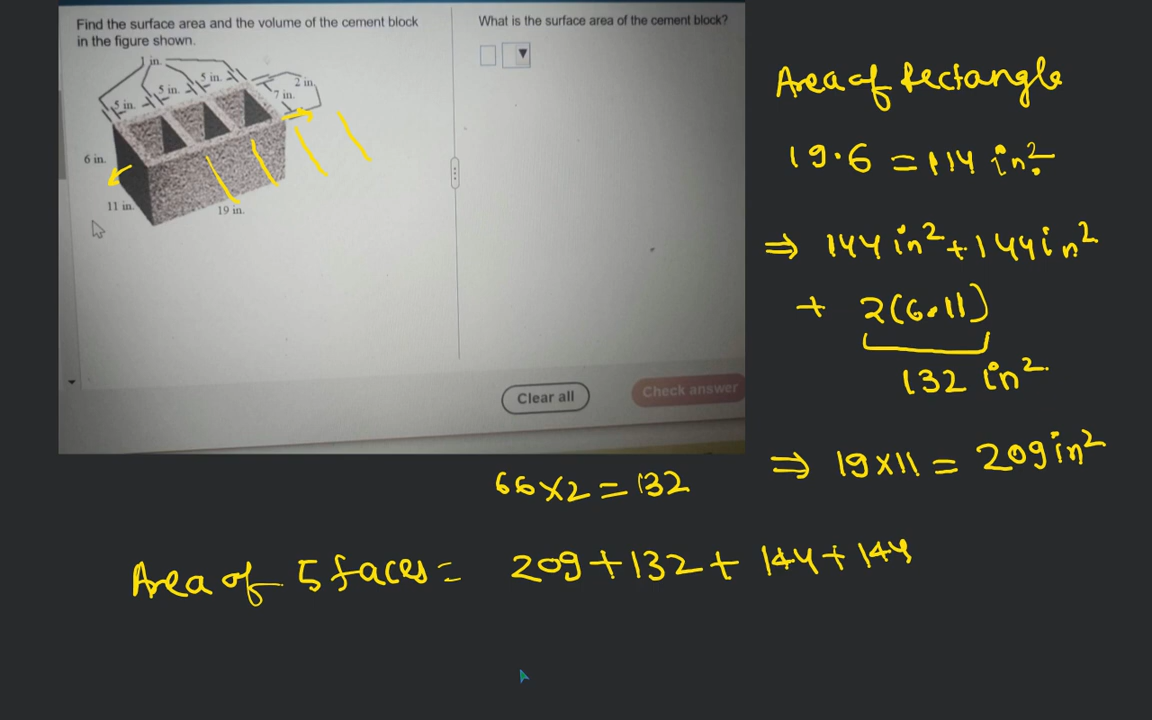 Find the surface area and the volume of the cement block
in the figure shown.
1 in.
5 in.
5 in.
5 in.
2 in.
7 in.
6 in.
11 in.
19 in.
What is the surface area of the cement block?
Clear all
Check answer
Area of Rectangle
19.6 = 114 in²
⇒ 144 in² + 144 in²
+ 2(6.11)
132 in²
⇒ 19×11 = 209 in²
66×2 = 132
Area of 5 faces = 209 + 132 + 144 + 144